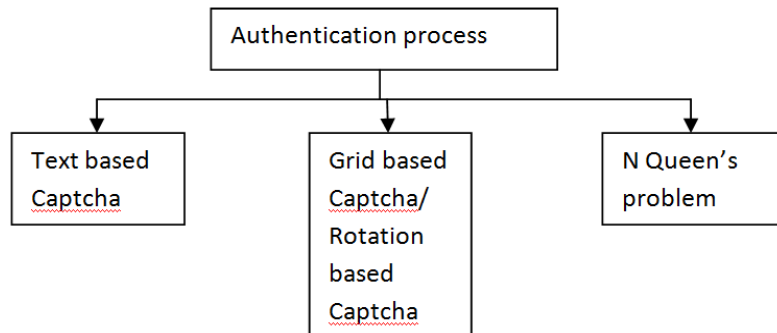 Authentication process
Text based
Captcha
Grid based
Captcha/
Rotation
based
Captcha
N Queen’s
problem